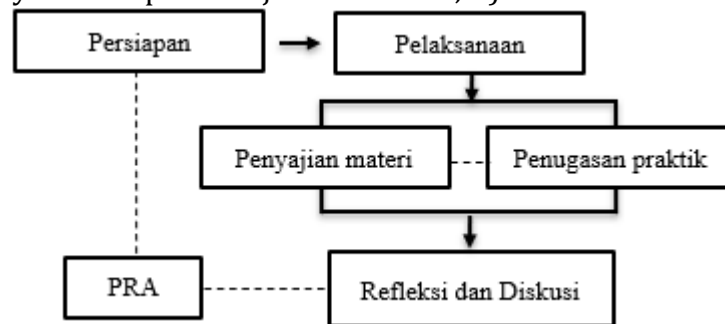 Persiapan
Pelaksanaan
Penyajian materi
Penugasan praktik
PRA
Refleksi dan Diskusi